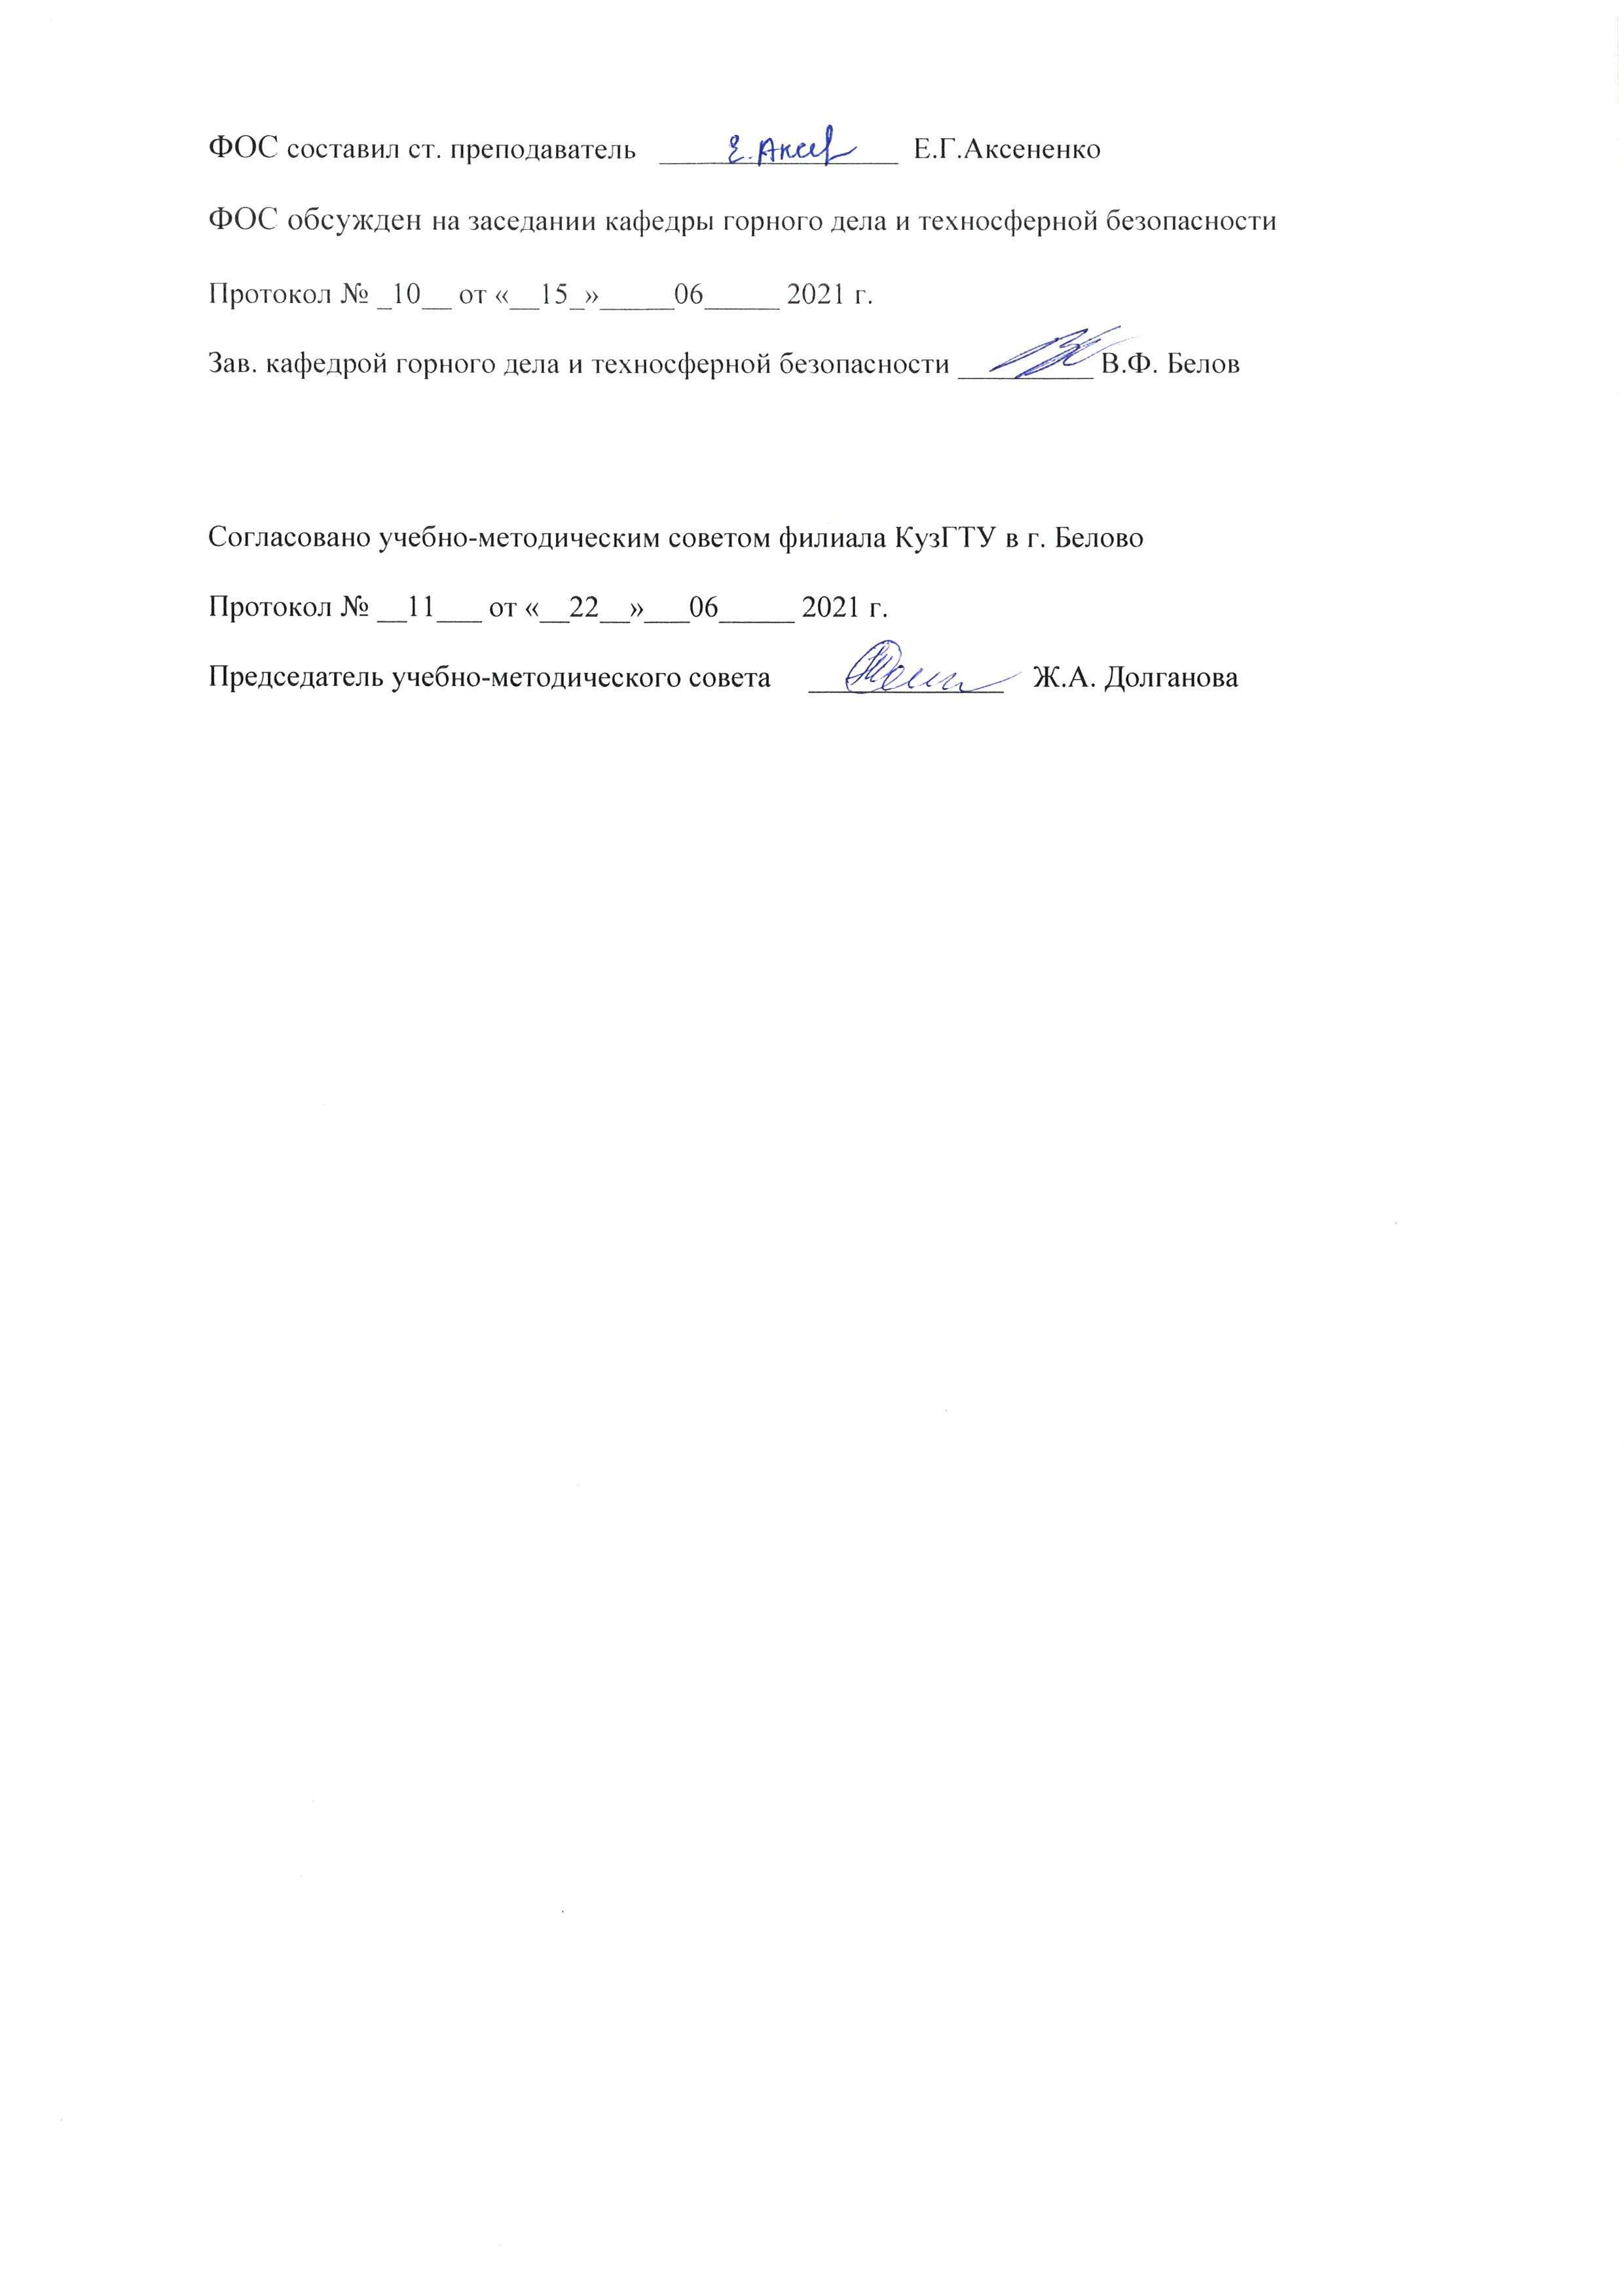 ФОС составил ст. преподаватель ________________ Е.Г.Аксененко
ФОС обсужден на заседании кафедры горного дела и техносферной безопасности
Протокол № _10__ от «__15_»_____06_____ 2021 г.
Зав. кафедрой горного дела и техносферной безопасности _________ В.Ф. Белов
Согласовано учебно-методическим советом филиала КузГТУ в г. Белово
Протокол № __11___ от «__22__»___06_____ 2021 г.
Председатель учебно-методического совета _____________ Ж.А. Долганова